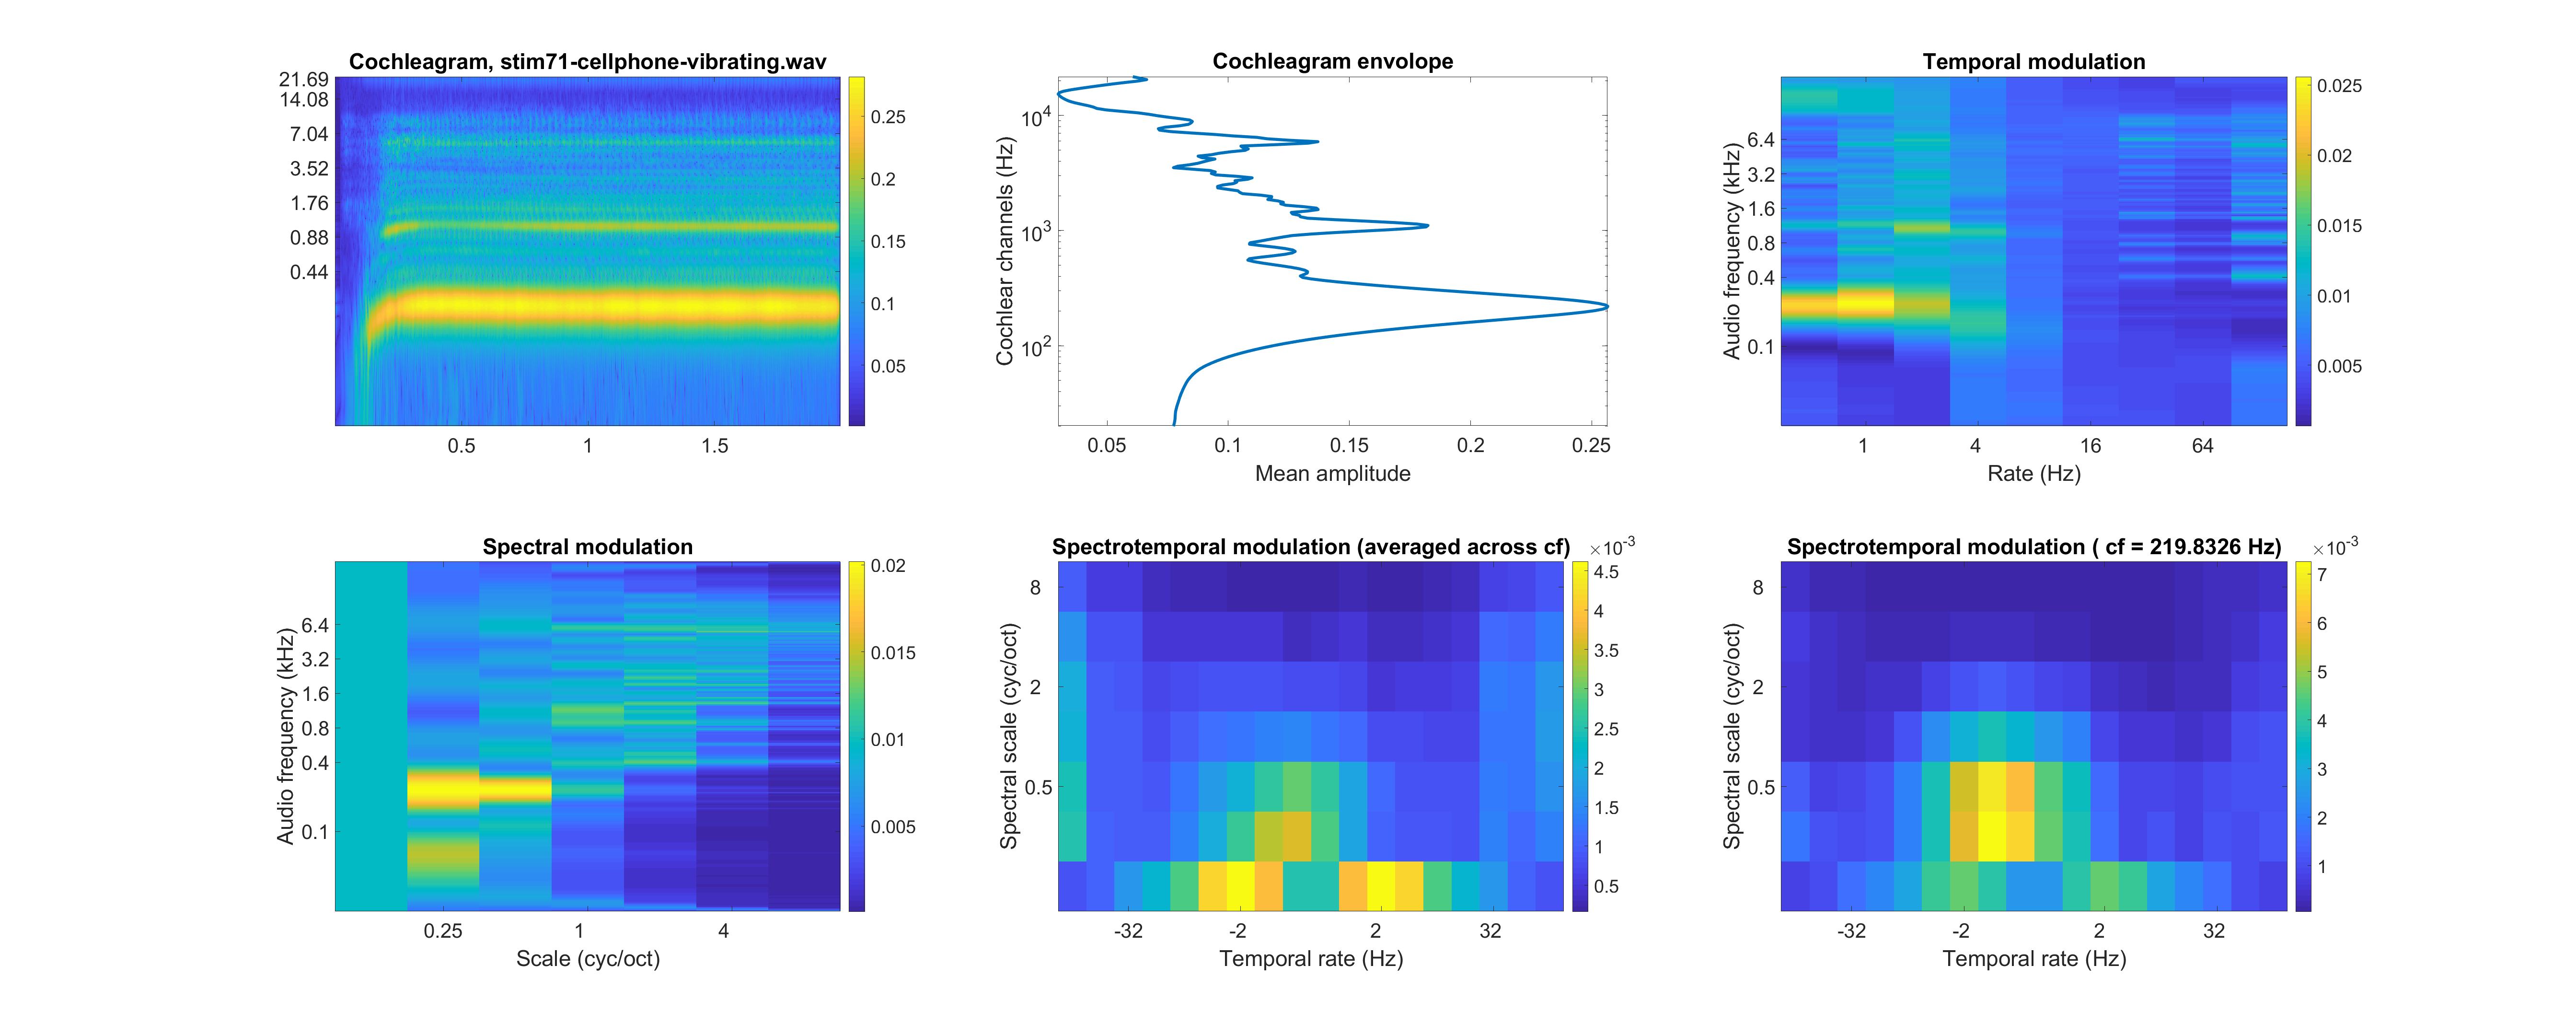 Cochleagram, stim71-cellphone-vibrating.wav
21.69
14.08
7.04
3.52
1.76
0.88
0.44
0.5 1 1.5
0.25
0.2
0.15
0.1
0.05
Cochleagram envolope
Cochlear channels (Hz)
10^4
10^3
10^2
0.05 0.1 0.15 0.2 0.25
Mean amplitude
Temporal modulation
Audio frequency (kHz)
6.4
3.2
1.6
0.8
0.4
0.1
1 4 16 64
Rate (Hz)
0.025
0.02
0.015
0.01
0.005
Spectral modulation
Audio frequency (kHz)
6.4
3.2
1.6
0.8
0.4
0.1
0.25 1 4
Scale (cyc/oct)
0.02
0.015
0.01
0.005
Spectrotemporal modulation (averaged across cf)
×10^-3
Spectral scale (cyc/oct)
8
2
0.5
-32 -2 2 32
Temporal rate (Hz)
4.5
4
3.5
3
2.5
2
1.5
1
0.5
Spectrotemporal modulation ( cf = 219.8326 Hz)
×10^-3
Spectral scale (cyc/oct)
8
2
0.5
-32 -2 2 32
Temporal rate (Hz)
7
6
5
4
3
2
1